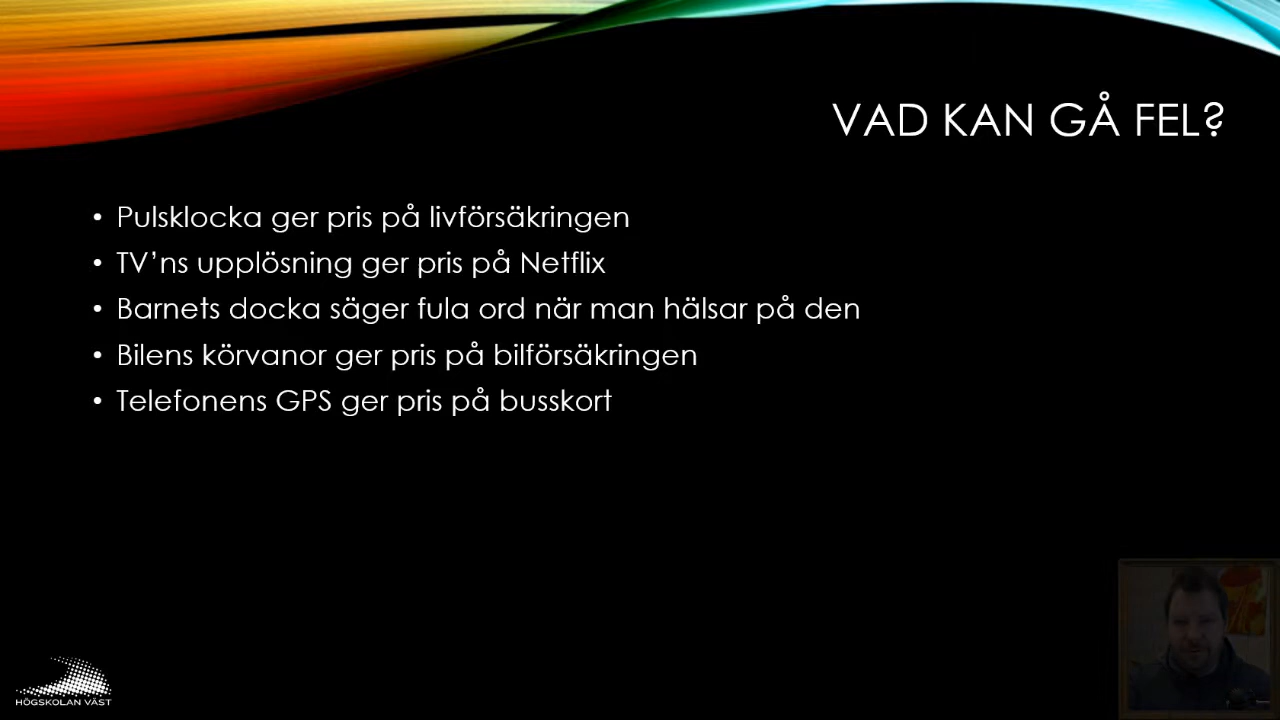 VAD KAN GÅ FEL?
• Pulsklocka ger pris på livförsäkringen
• TV’ns upplösning ger pris på Netflix
• Barnets docka säger fula ord när man hälsar på den
• Bilens körvanor ger pris på bilförsäkringen
• Telefonens GPS ger pris på busskort
HÖGSKOLAN VÄST